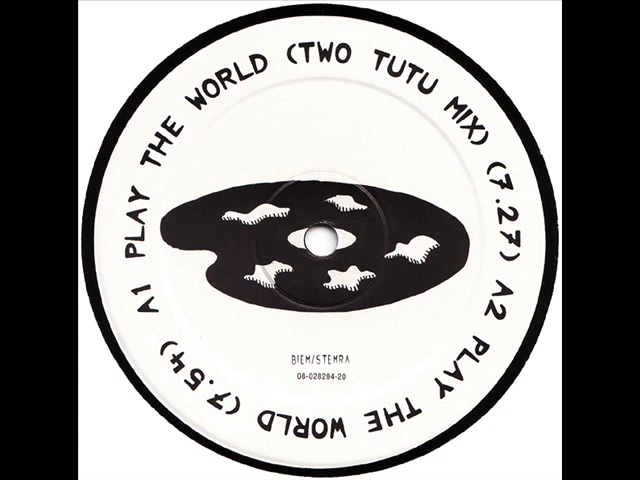 A1 PLAY THE WORLD (TWO TUTU MIX) (7.27) A2 PLAY THE WORLD (7.54)
BIEM/STEMRA
08-028284-20